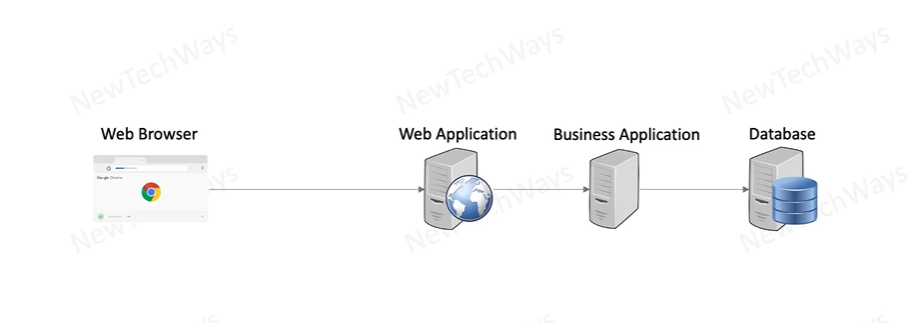 NewTechWays NewTechWays NewTechWays
Web Browser Web Application Business Application Database
Google Chrome
NewTechWays NewTechWays NewTechWays